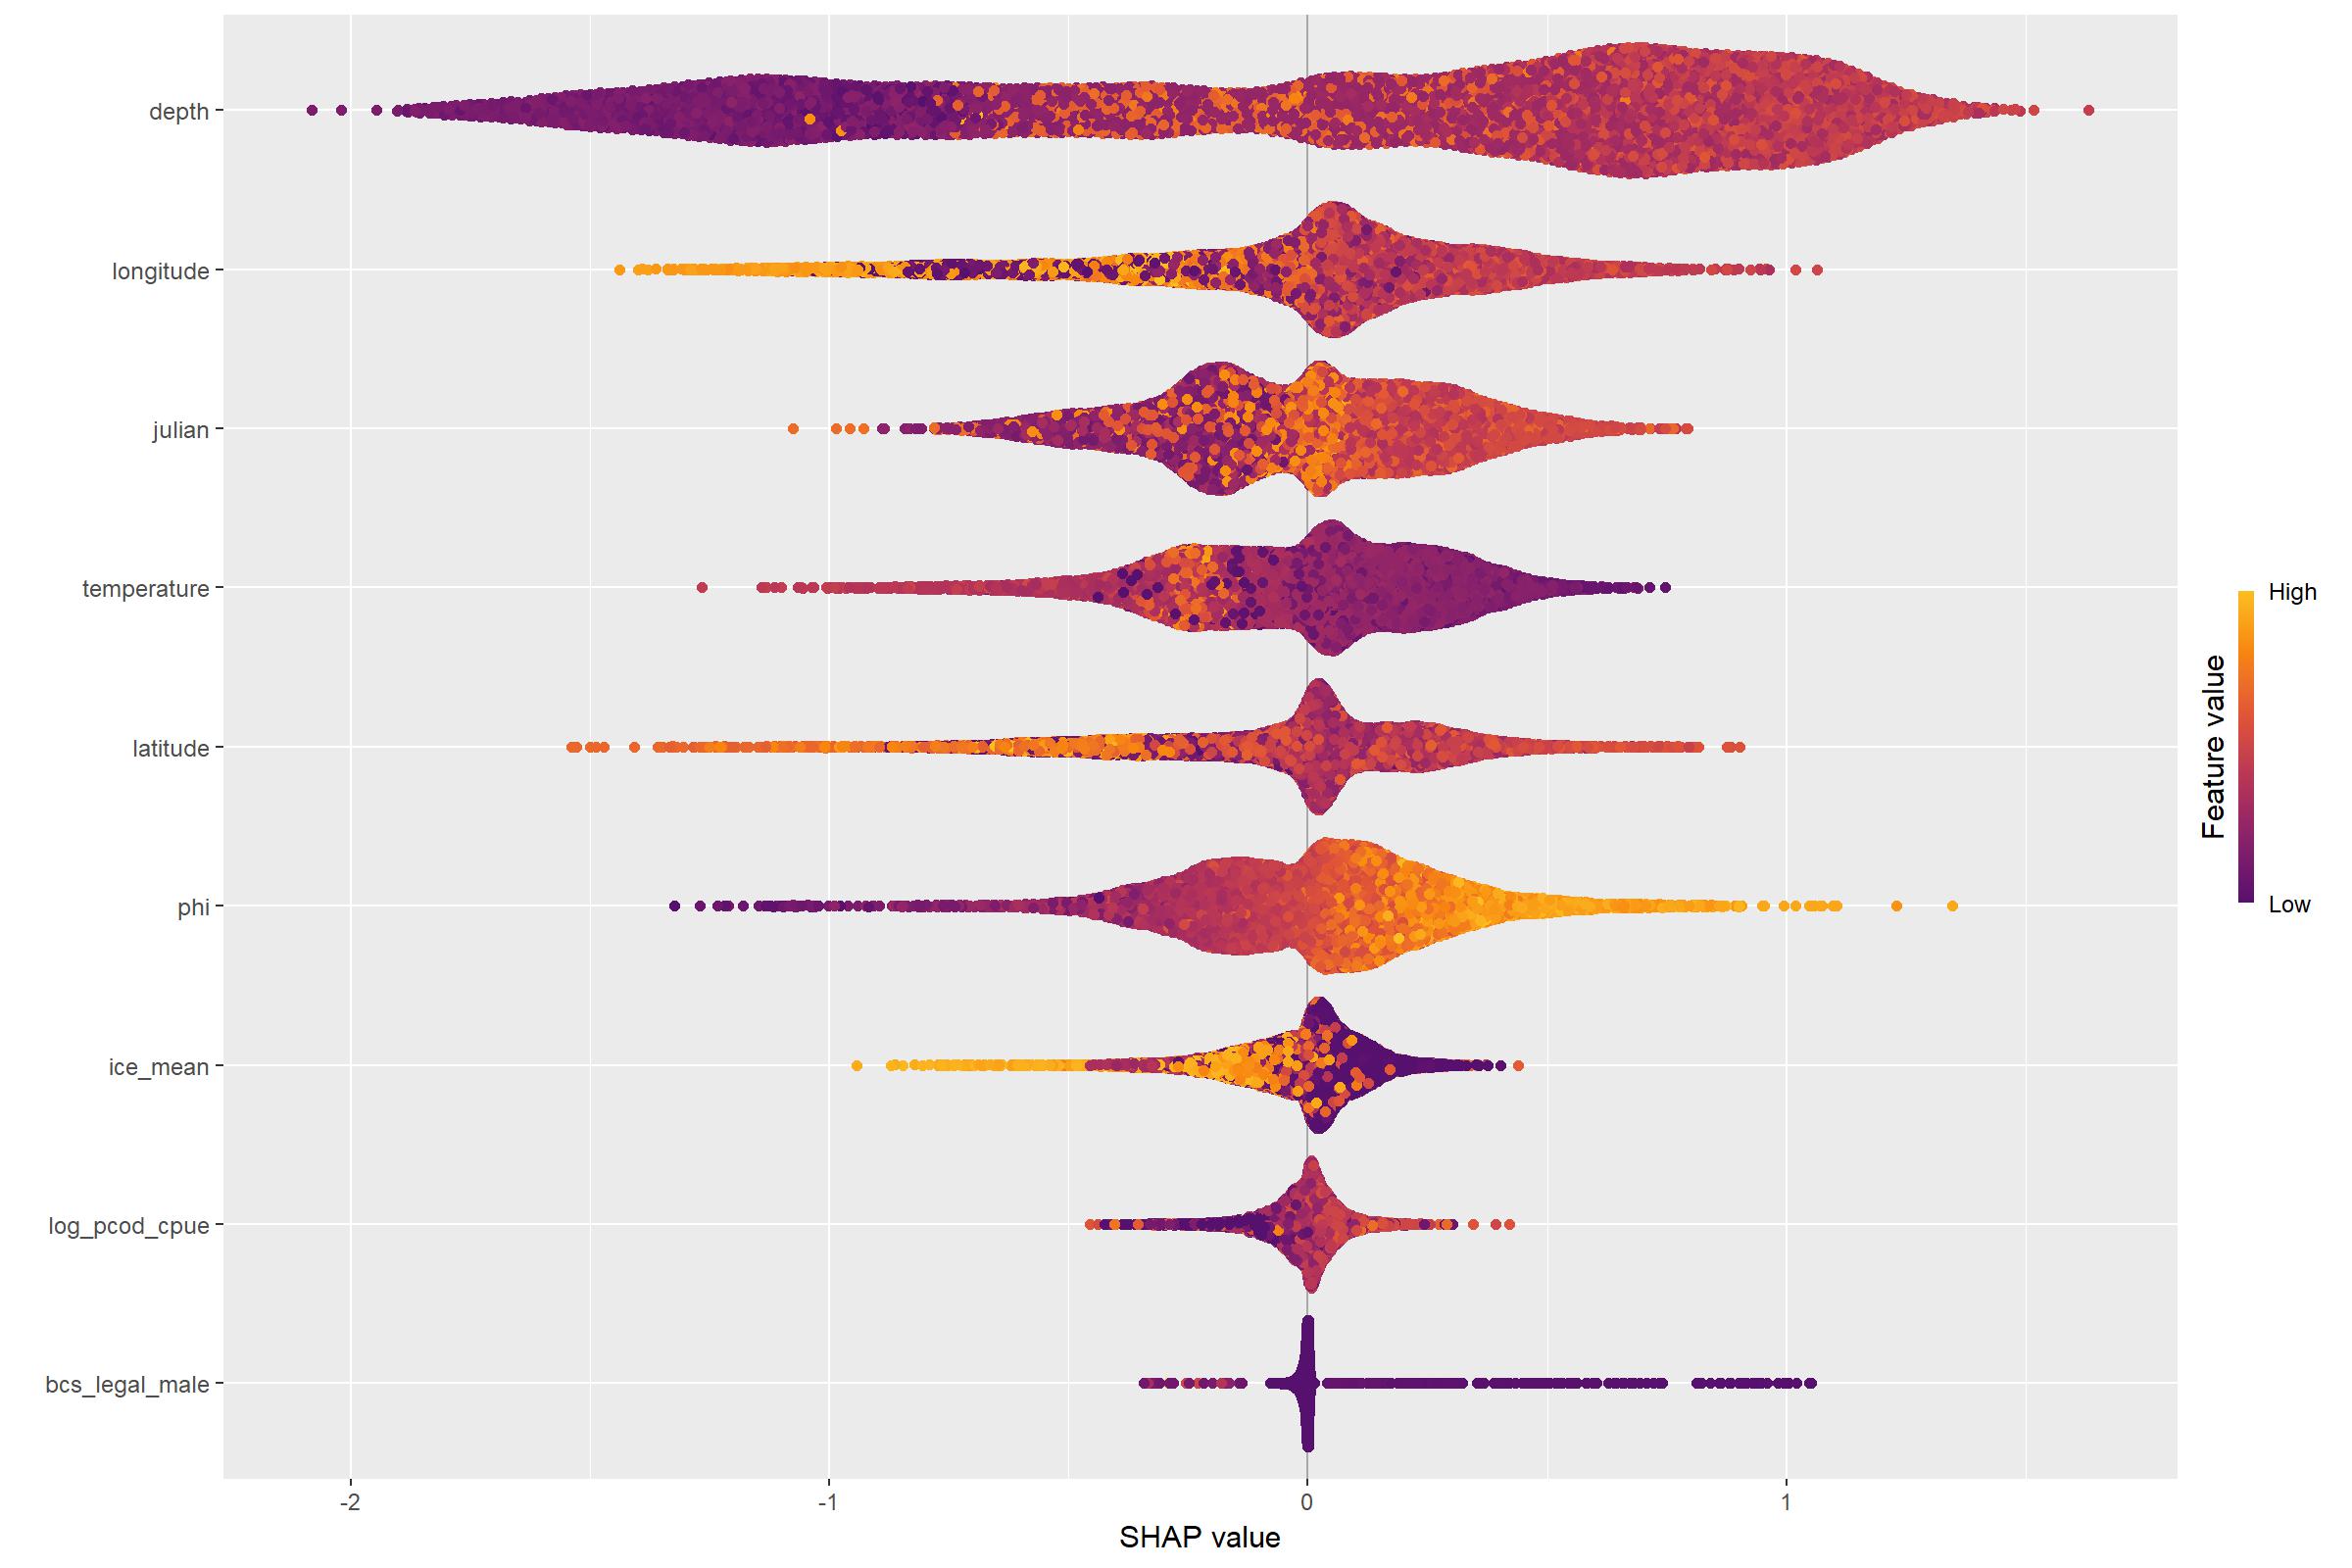 depth
longitude
julian
temperature
latitude
phi
ice_mean
log_pcod_cpue
bcs_legal_male
-2
-1
0
1
SHAP value
Feature value
High
Low